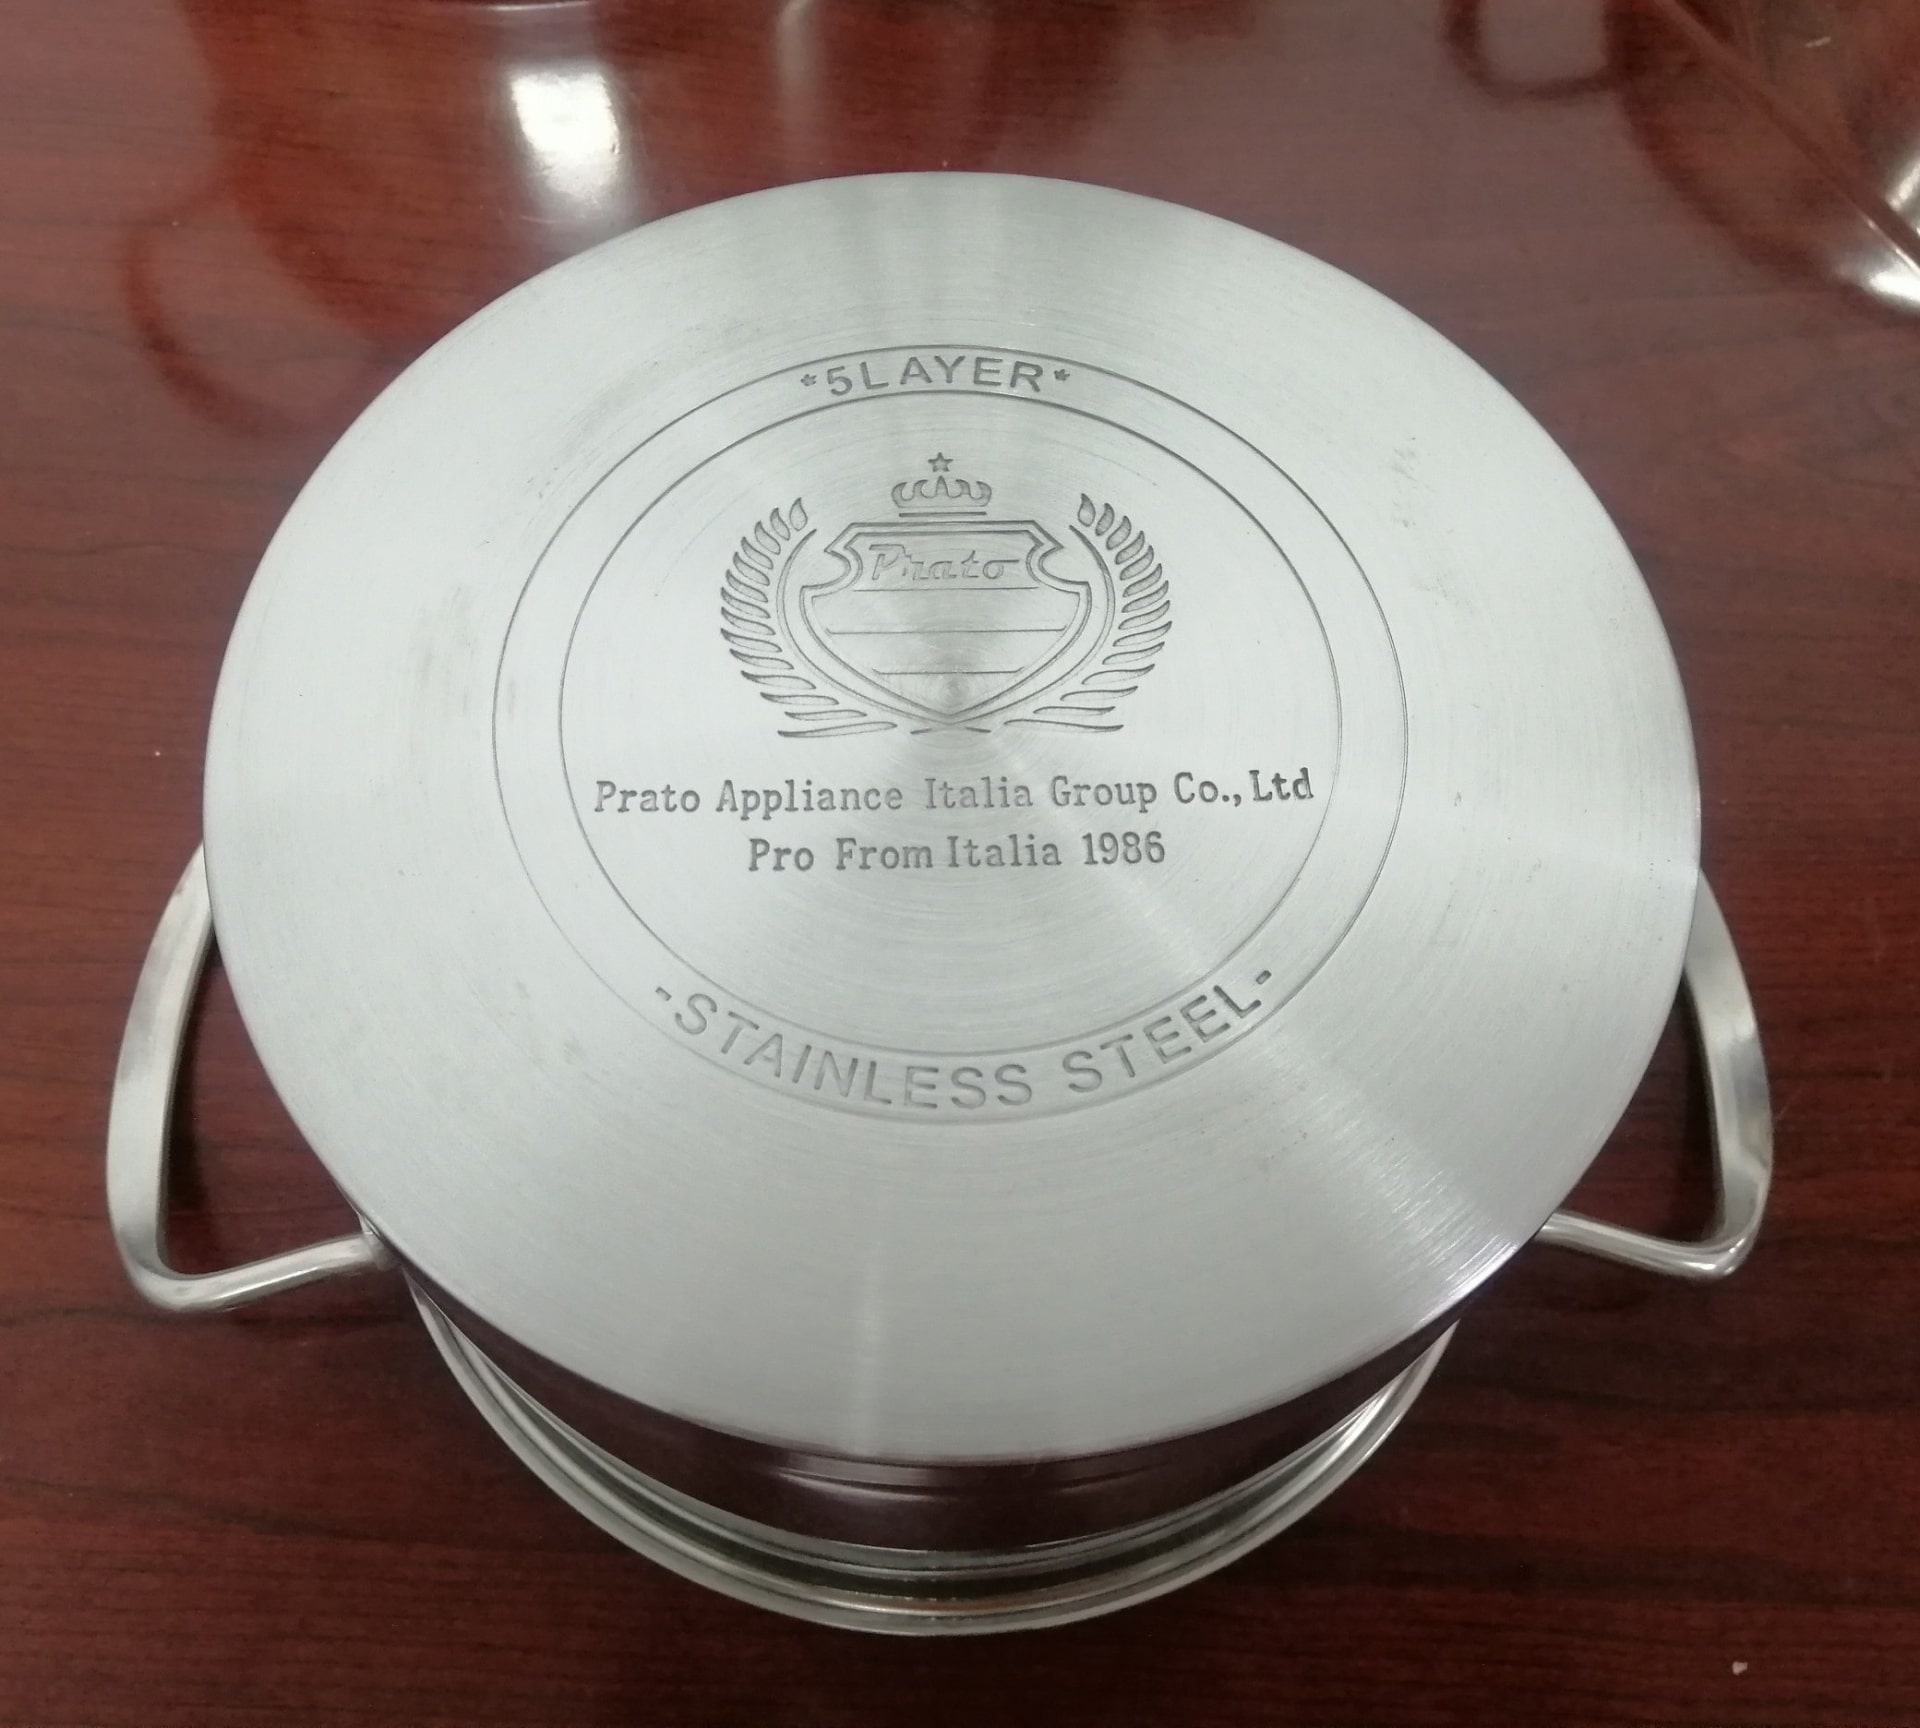 *5LAYER*
Prato
Prato Appliance Italia Group Co., Ltd
Pro From Italia 1986
-STAINLESS STEEL-